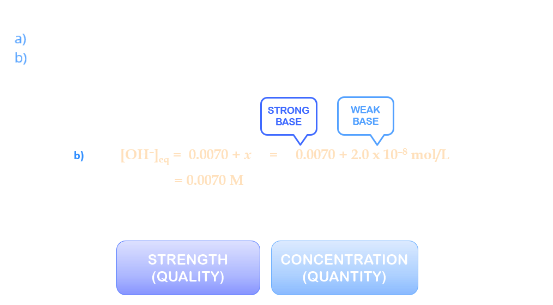 a)
b)
STRONG
BASE
WEAK
BASE
b) [OH⁻]eq = 0.0070 + x = 0.0070 + 2.0 x 10⁻⁸ mol/L
= 0.0070 M
STRENGTH
(QUALITY)
CONCENTRATION
(QUANTITY)